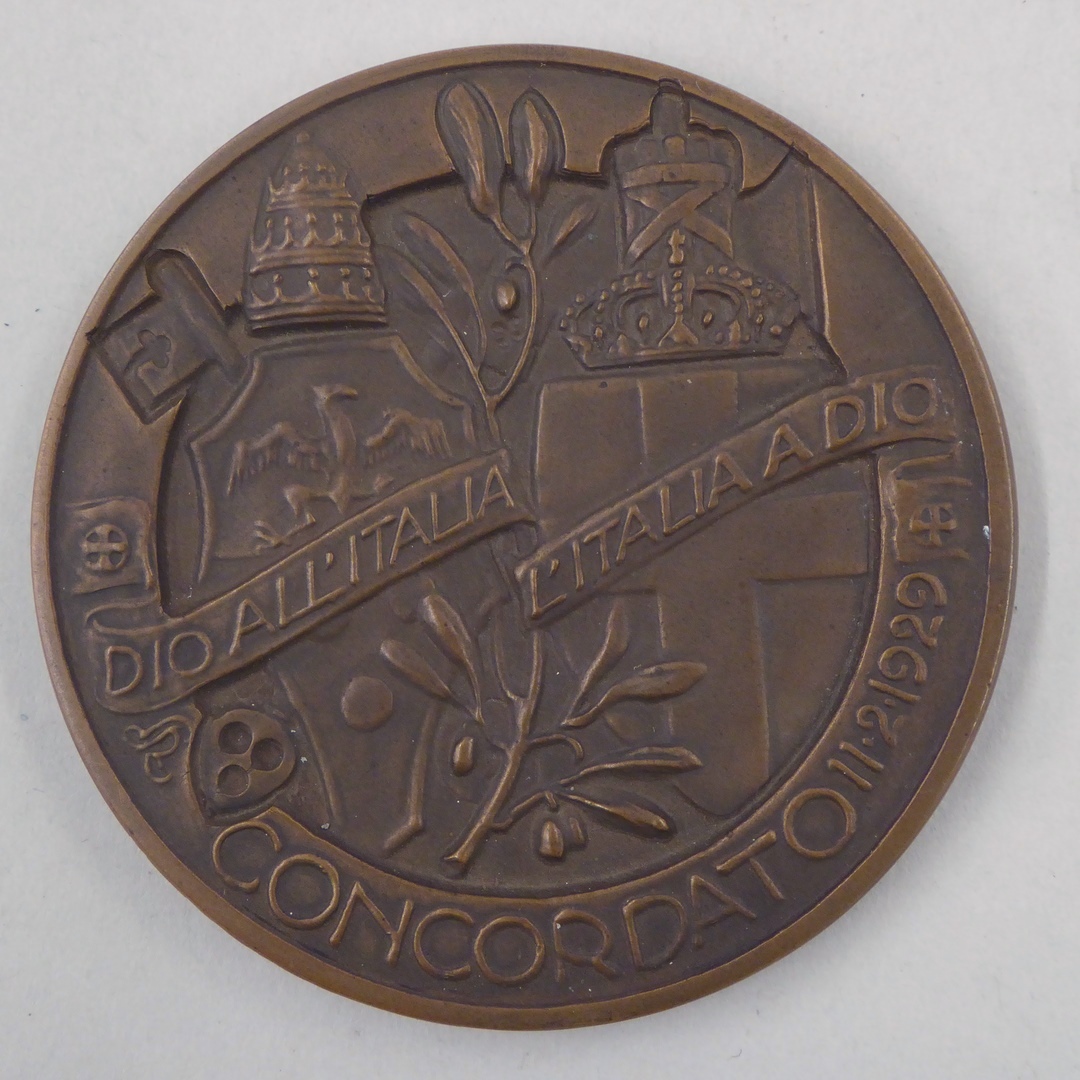 DIO ALL'ITALIA
L'ITALIA A DIO
CONCORDATO 11·2·1929